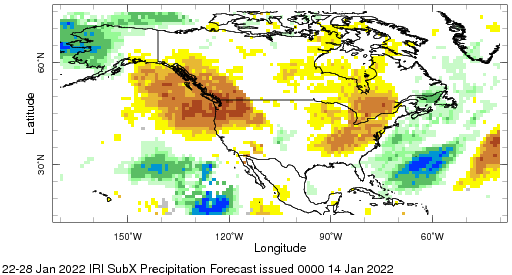 60°N
30°N
Latitude
150°W 120°W 90°W 60°W
Longitude
22-28 Jan 2022 IRI SubX Precipitation Forecast issued 0000 14 Jan 2022